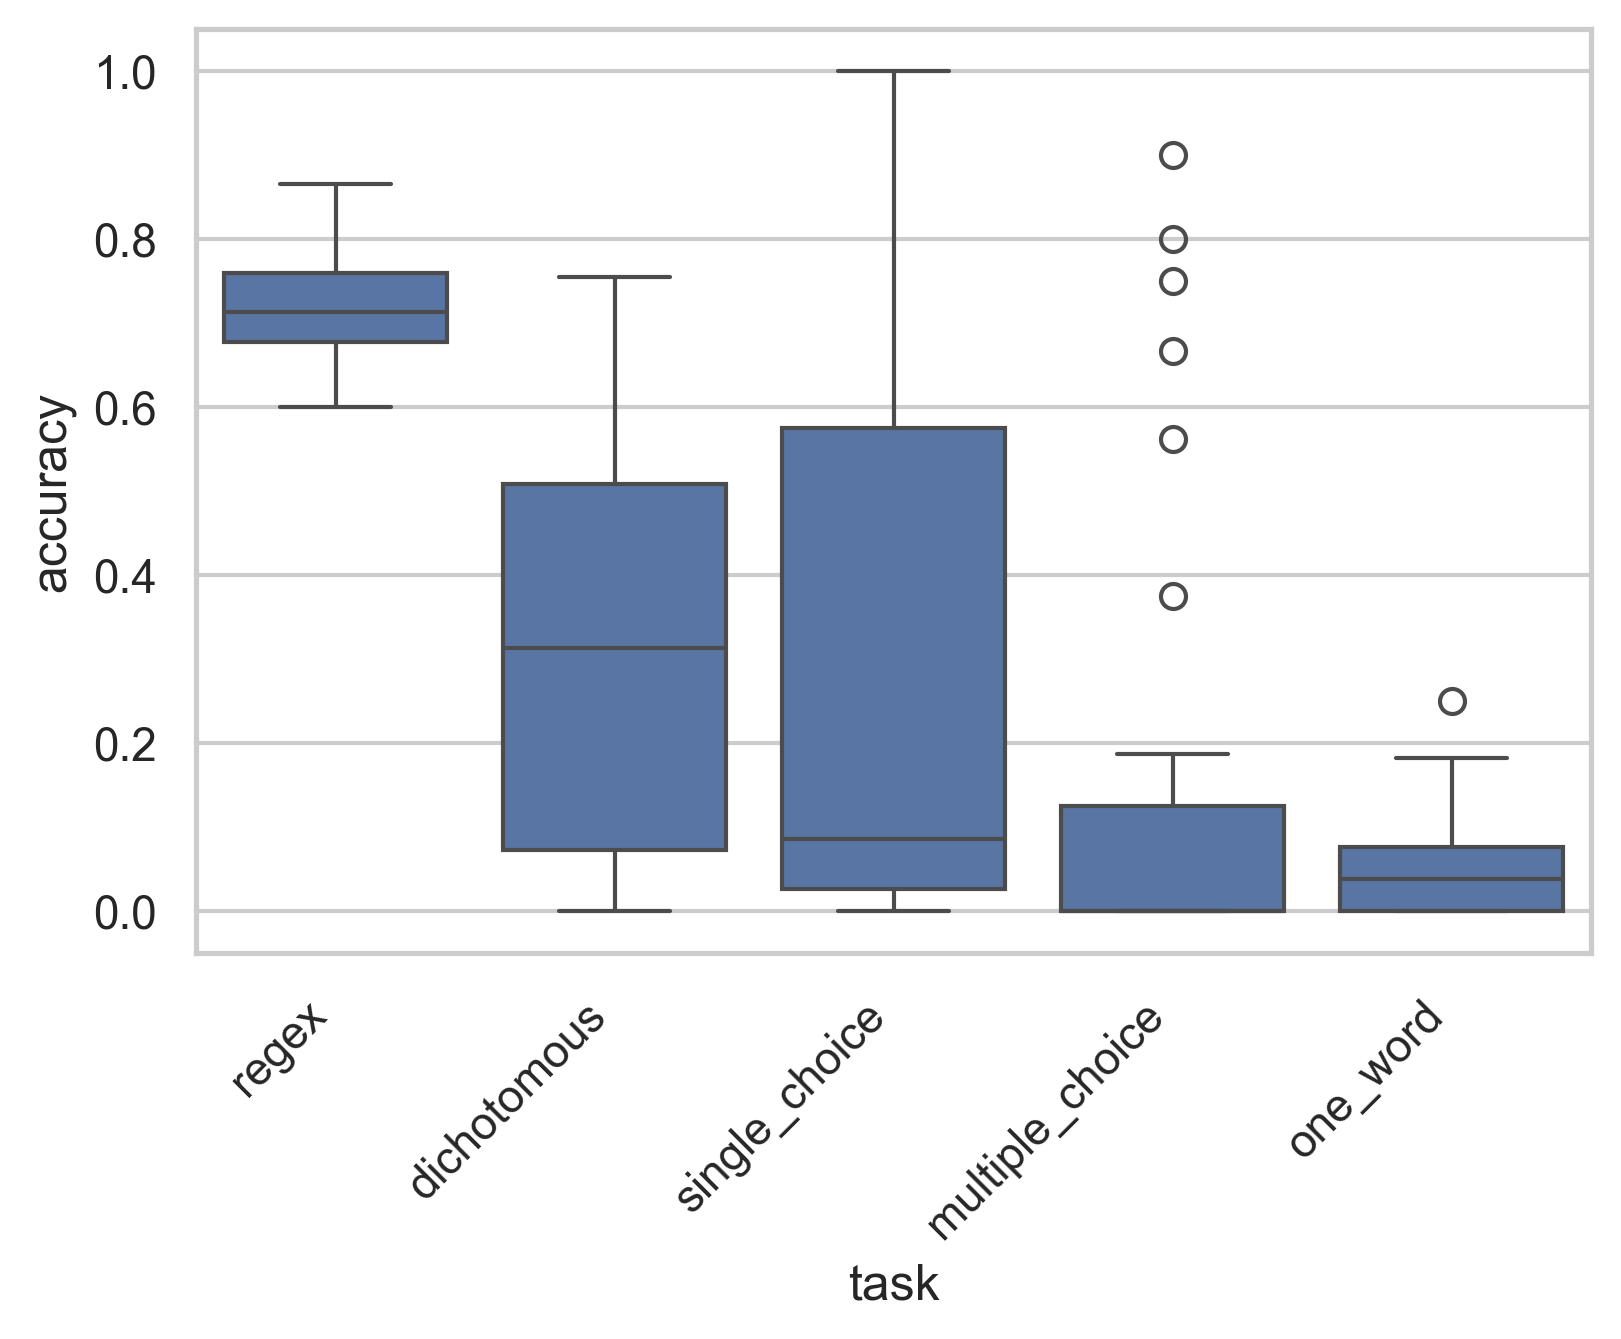 accuracy
1.0
0.8
0.6
0.4
0.2
0.0
regex
dichotomous
single_choice
multiple_choice
one_word
task